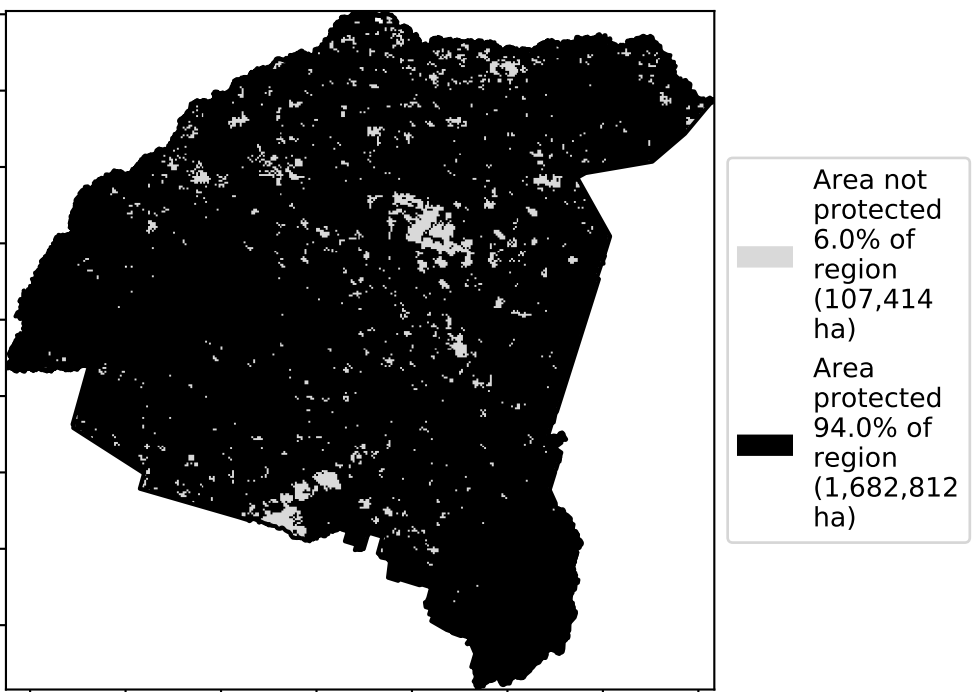 Area not
protected
6.0% of
region
(107,414
ha)
Area
protected
94.0% of
region
(1,682,812
ha)